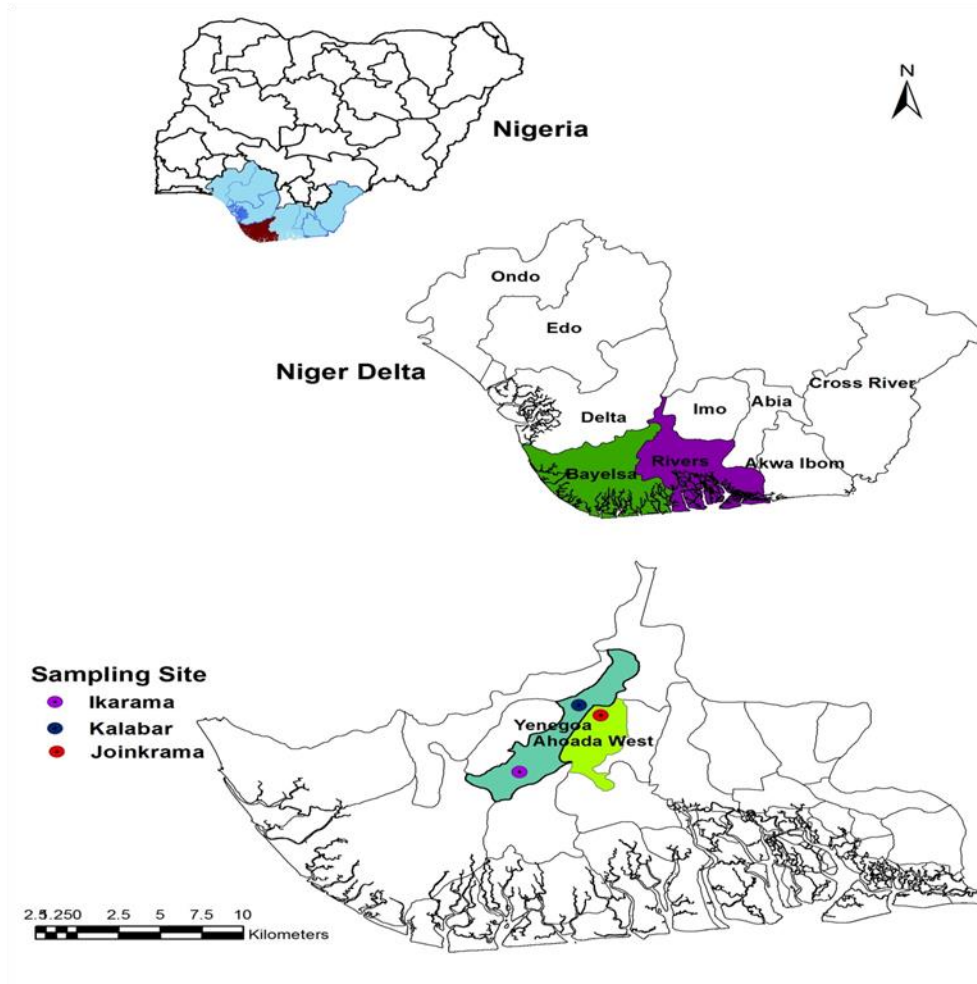 N
Nigeria
Ondo
Edo
Niger Delta
Cross River
Delta
Imo
Abia
Bayelsa
Rivers
Akwa Ibom
Sampling Site
Ikarama
Kalabar
Joinkrama
Yenegoa
Ahoada West
2.51.250 2.5 5 7.5 10
Kilometers